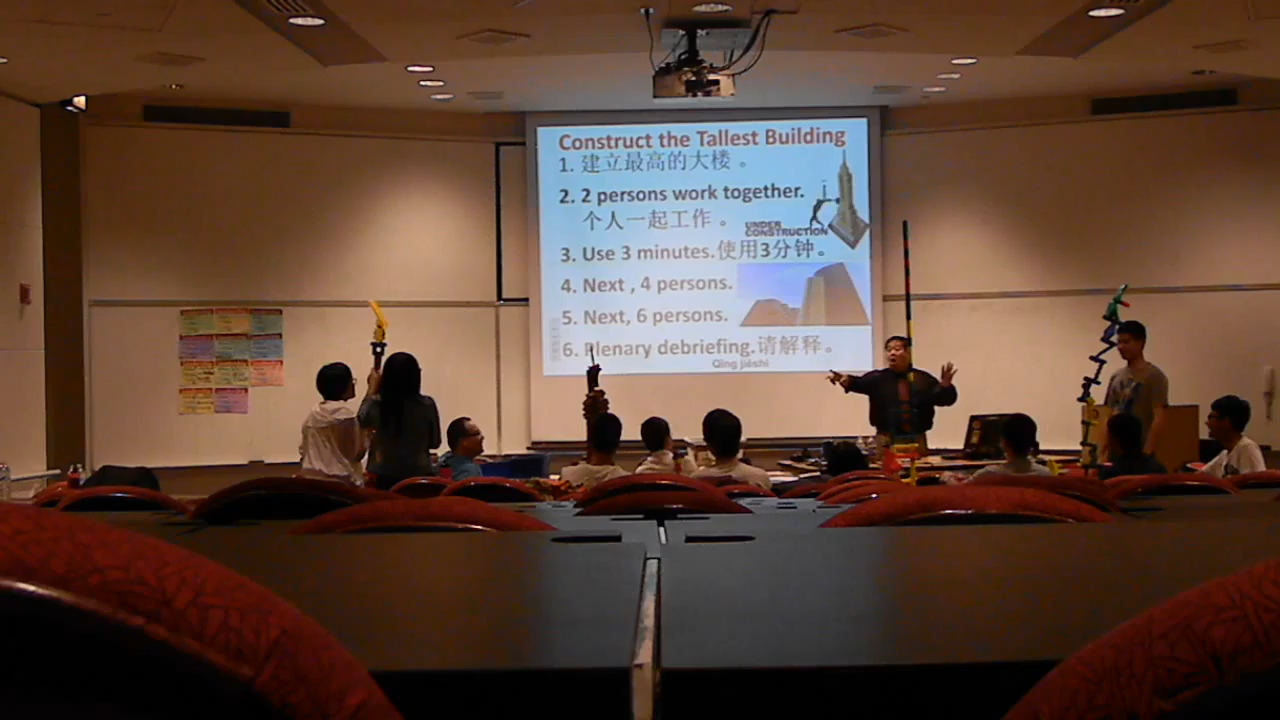 Construct the Tallest Building
1. 建立最高的大楼 。
2. 2 persons work together.
个人一起工作 。
UNDER
CONSTRUCTION
3. Use 3 minutes.使用3分钟。
4. Next , 4 persons.
5. Next, 6 persons.
6. Plenary debriefing.请解释。
Qing jiěshì